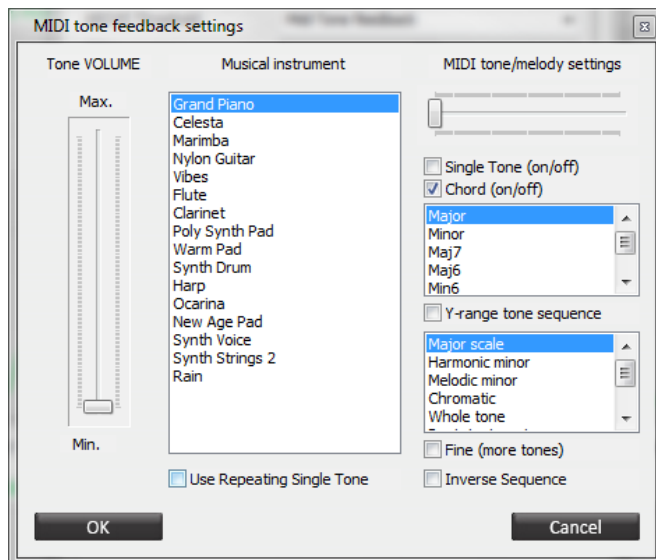 MIDI tone feedback settings
Tone VOLUME
Musical instrument
MIDI tone/melody settings
Max.
Min.
Grand Piano
Celesta
Marimba
Nylon Guitar
Vibes
Flute
Clarinet
Poly Synth Pad
Warm Pad
Synth Drum
Harp
Ocarina
New Age Pad
Synth Voice
Synth Strings 2
Rain
Use Repeating Single Tone
Single Tone (on/off)
Chord (on/off)
Major
Minor
Maj7
Maj6
Min6
Y-range tone sequence
Major scale
Harmonic minor
Melodic minor
Chromatic
Whole tone
Fine (more tones)
Inverse Sequence
OK
Cancel